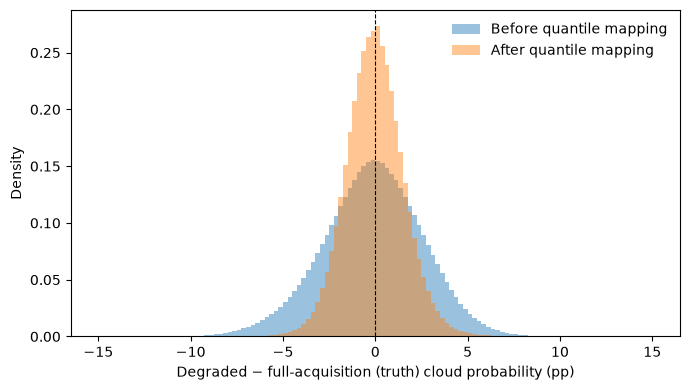 Before quantile mapping
After quantile mapping
Density
0.25
0.20
0.15
0.10
0.05
0.00
−15 −10 −5 0 5 10 15
Degraded − full-acquisition (truth) cloud probability (pp)